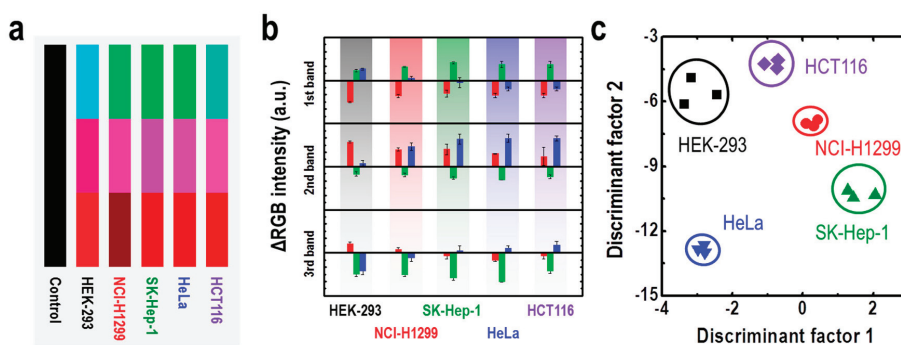 a
Control
HEK-293
NCI-H1299
SK-Hep-1
HeLa
HCT116
b
ΔRGB intensity (a.u.)
1st band
2nd band
3rd band
HEK-293
SK-Hep-1
HCT116
NCI-H1299
HeLa
c
Discriminant factor 2
-3
-6
-9
-12
-15
HCT116
HEK-293
NCI-H1299
HeLa
SK-Hep-1
-4
-2
0
2
Discriminant factor 1